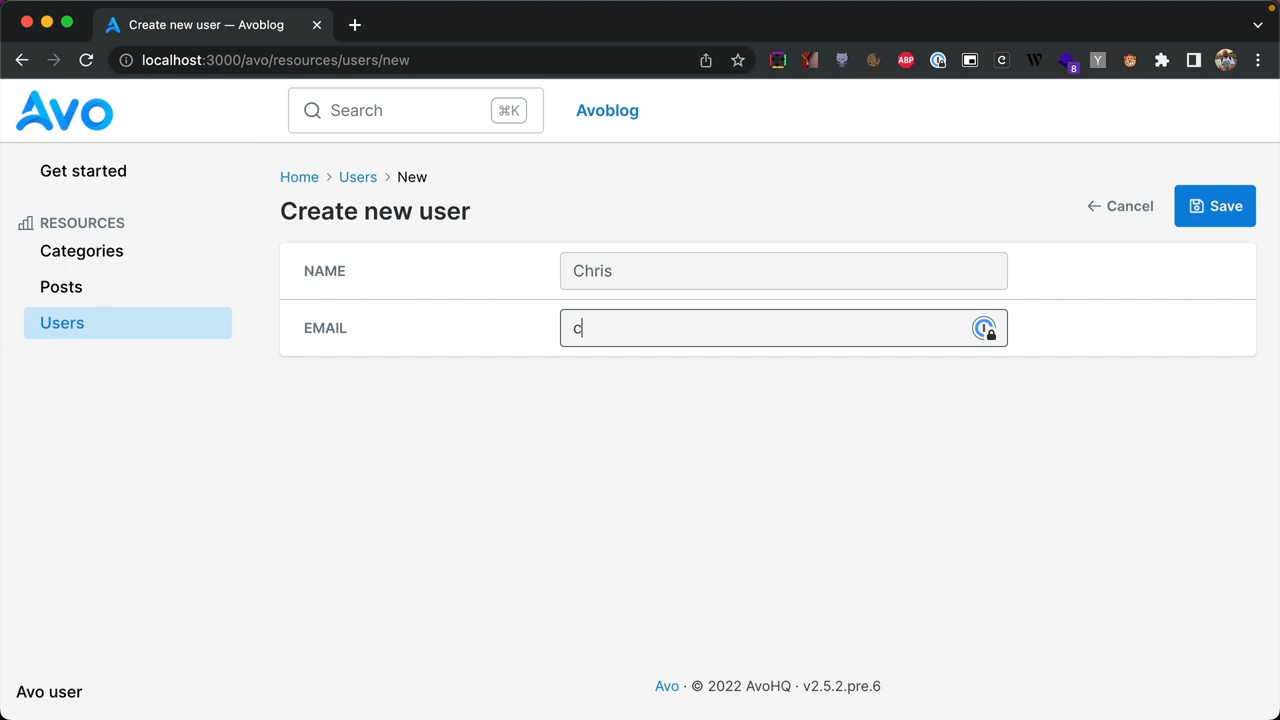 Create new user — Avoblog
localhost:3000/avo/resources/users/new
ABP
C
W
8
Y
Avo
Search
⌘K
Avoblog
Get started
RESOURCES
Categories
Posts
Users
Home > Users > New
Create new user
← Cancel
Save
NAME
Chris
EMAIL
c
Avo user
Avo · © 2022 AvoHQ · v2.5.2.pre.6